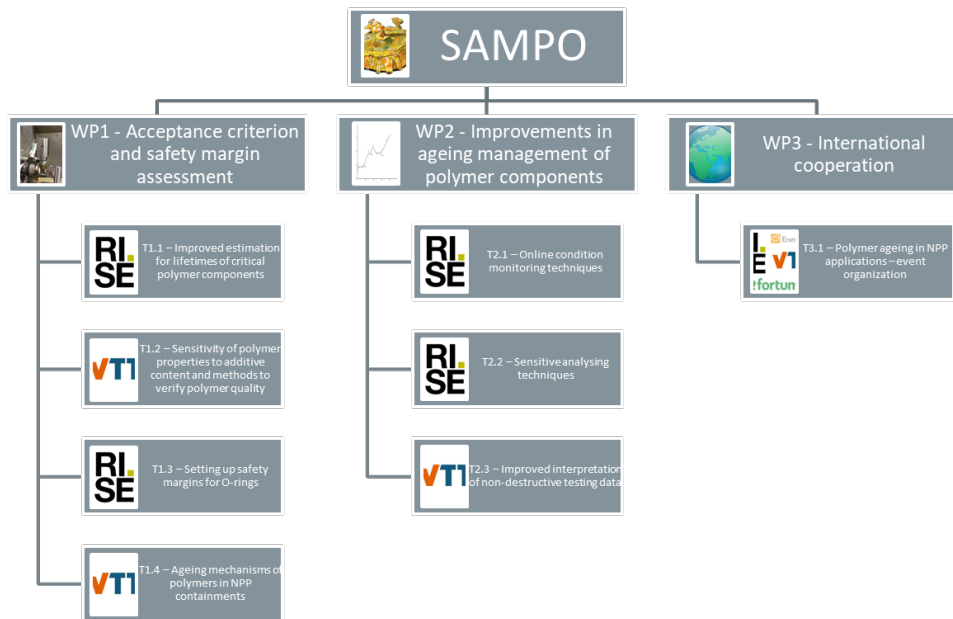 SAMPO
WP1 - Acceptance criterion
and safety margin
assessment
WP2 - Improvements in
ageing management of
polymer components
WP3 - International
cooperation
RI.
SE
T1.1 – Improved estimation
for lifetimes of critical
polymer components
VTT
T1.2 – Sensitivity of polymer
properties to additive
content and methods to
verify polymer quality
RI.
SE
T1.3 – Setting up safety
margins for O-rings
VTT
T1.4 – Ageing mechanisms of
polymers in NPP
containments
RI.
SE
T2.1 – Online condition
monitoring techniques
RI.
SE
T2.2 – Sensitive analysing
techniques
VTT
T2.3 – Improved interpretation
of non-destructive testing data
I.
E
Ener
VT
fortum
T3.1 – Polymer ageing in NPP
applications – event
organization